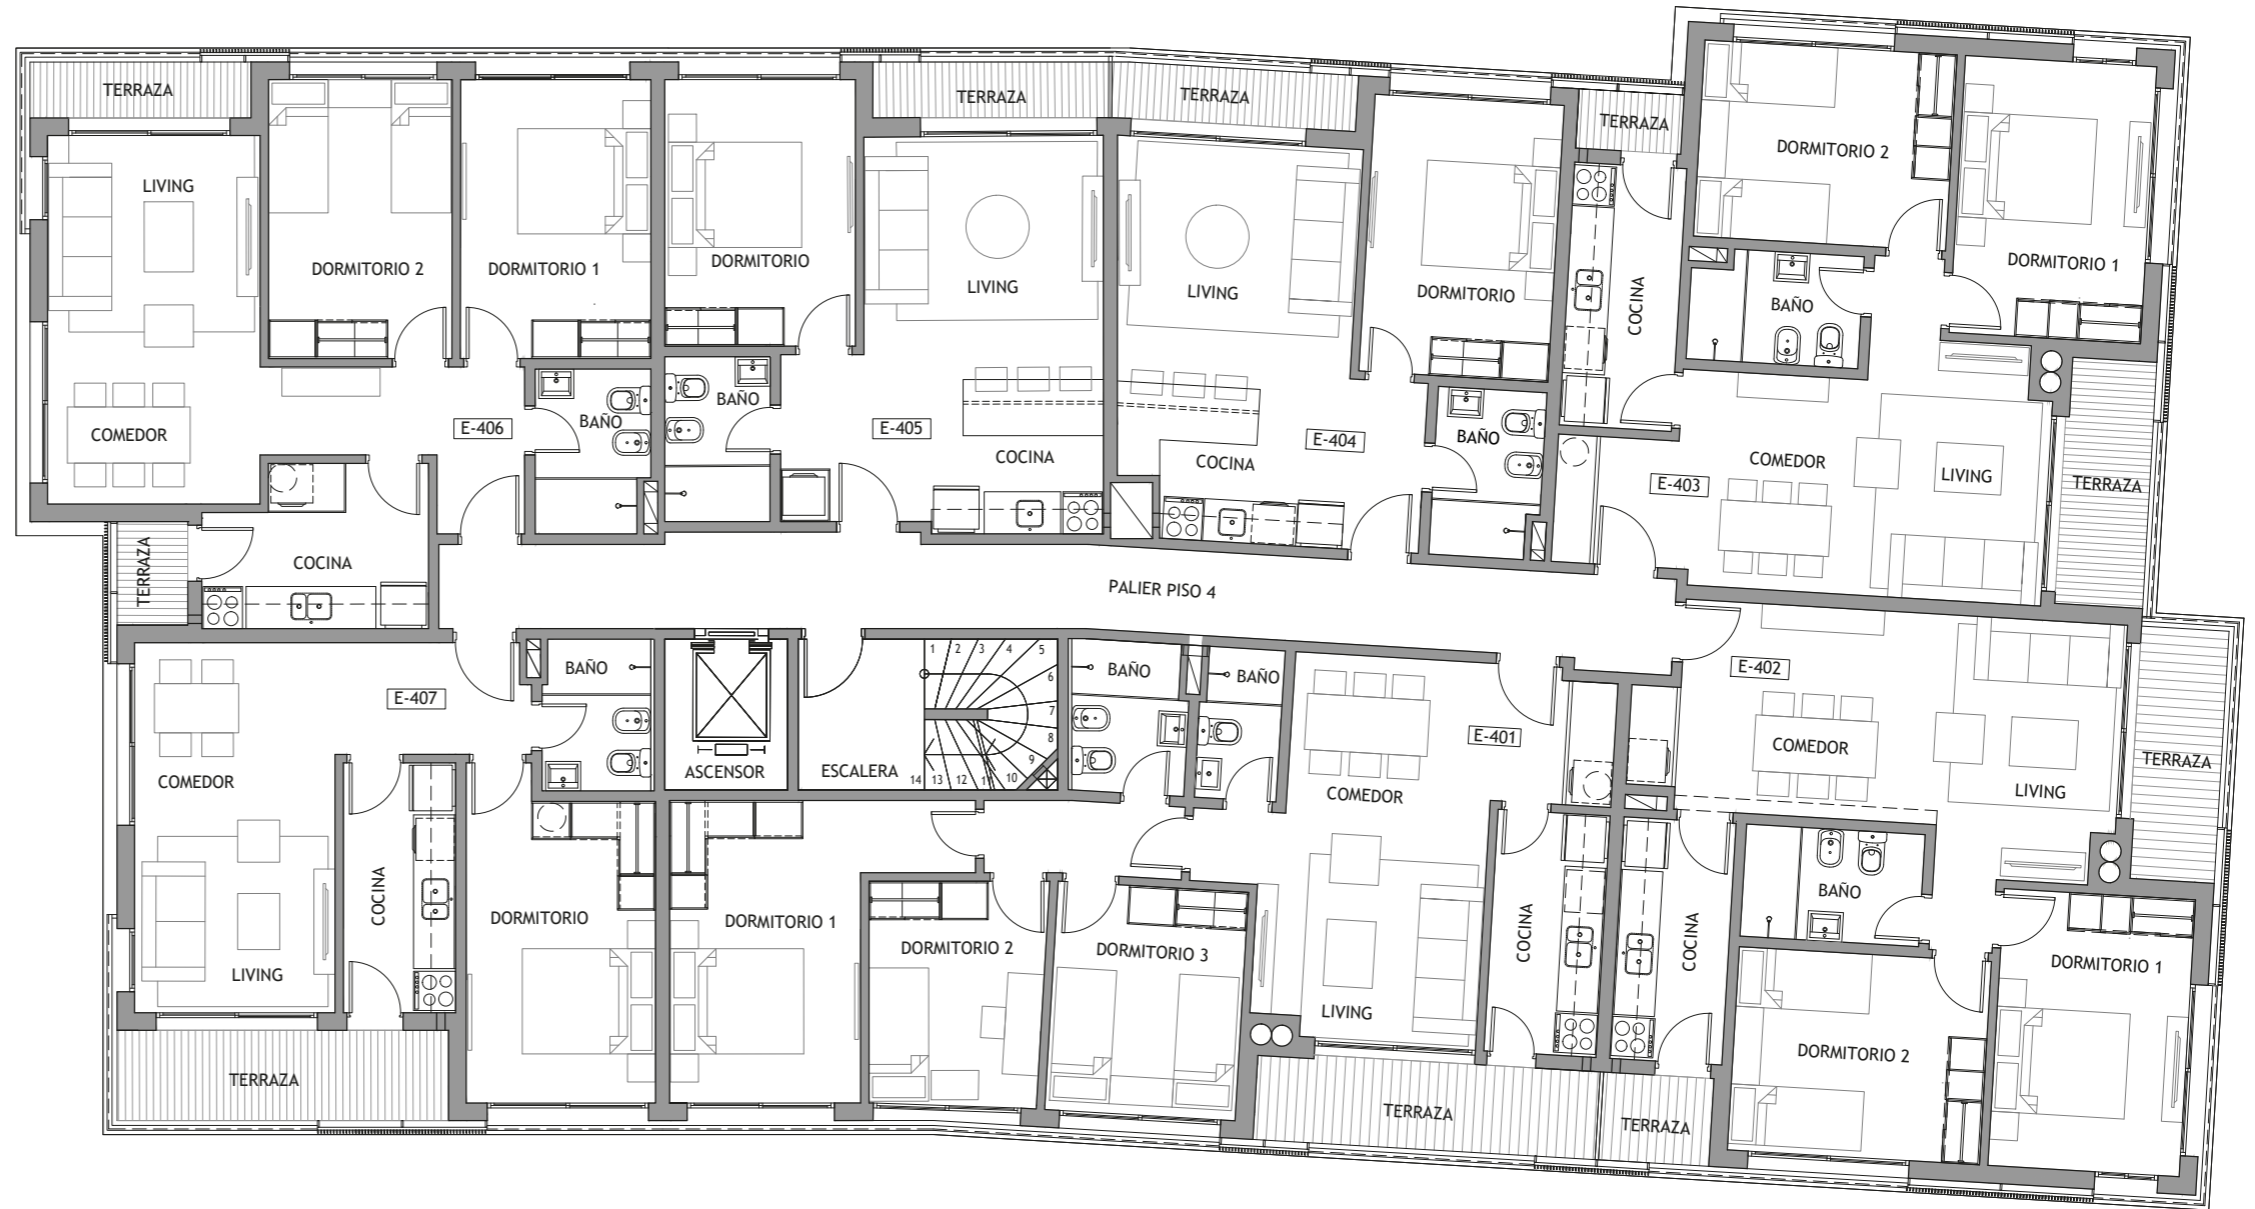 TERRAZA
TERRAZA
TERRAZA
TERRAZA
DORMITORIO 2
LIVING
DORMITORIO 2
DORMITORIO 1
DORMITORIO
LIVING
LIVING
DORMITORIO
COCINA
BAÑO
DORMITORIO 1
COMEDOR
E-406
BAÑO
BAÑO
E-405
COCINA
E-404
COCINA
BAÑO
E-403
COMEDOR
LIVING
TERRAZA
TERRAZA
COCINA
PALIER PISO 4
E-407
BAÑO
ASCENSOR
ESCALERA
1
2
3
4
5
6
7
8
9
10
11
12
13
14
BAÑO
BAÑO
E-401
COMEDOR
E-402
COMEDOR
LIVING
TERRAZA
COMEDOR
LIVING
COCINA
DORMITORIO
DORMITORIO 1
DORMITORIO 2
DORMITORIO 3
LIVING
COCINA
COCINA
BAÑO
DORMITORIO 1
DORMITORIO 2
TERRAZA
TERRAZA
TERRAZA